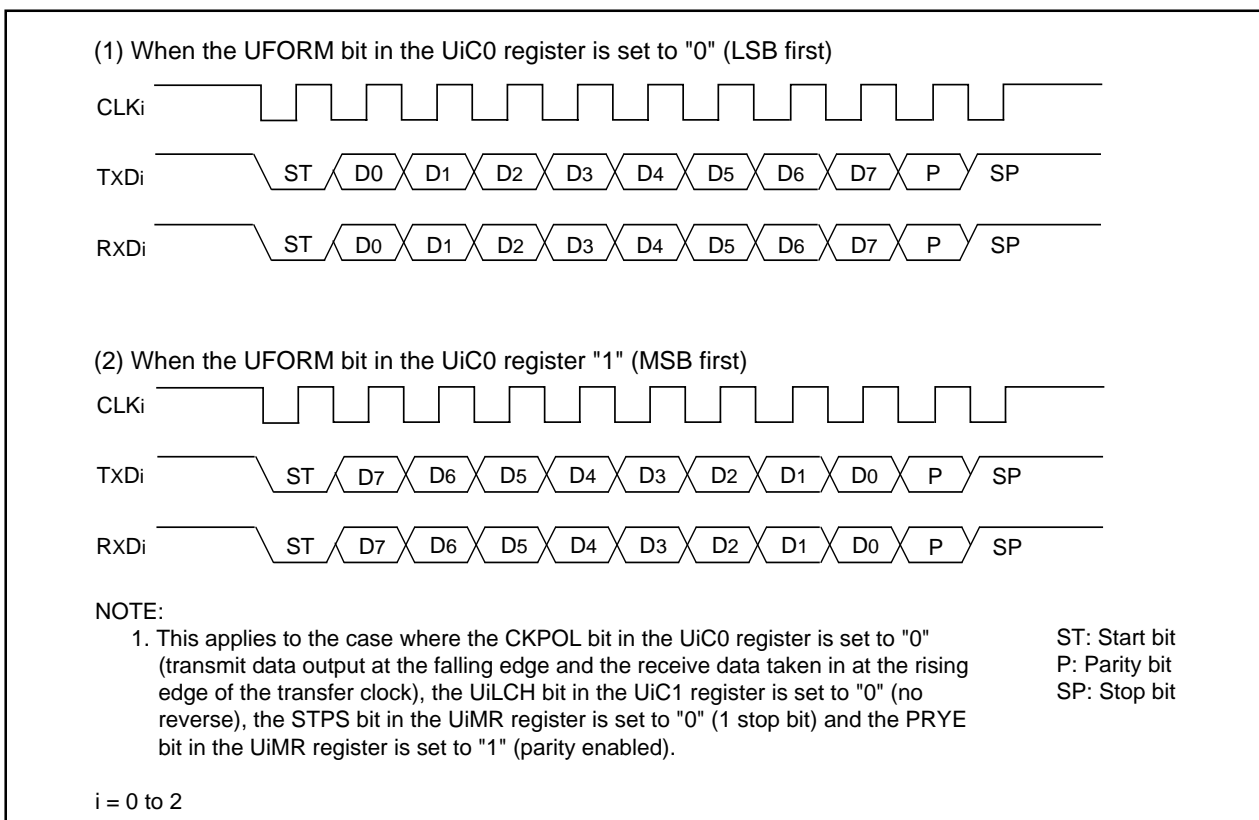 (1) When the UFORM bit in the UiC0 register is set to "0" (LSB first)
CLKi
TXDi ST D0 D1 D2 D3 D4 D5 D6 D7 P SP
RXDi ST D0 D1 D2 D3 D4 D5 D6 D7 P SP
(2) When the UFORM bit in the UiC0 register "1" (MSB first)
CLKi
TXDi ST D7 D6 D5 D4 D3 D2 D1 D0 P SP
RXDi ST D7 D6 D5 D4 D3 D2 D1 D0 P SP
NOTE:
1. This applies to the case where the CKPOL bit in the UiC0 register is set to "0"
(transmit data output at the falling edge and the receive data taken in at the rising
edge of the transfer clock), the UiLCH bit in the UiC1 register is set to "0" (no
reverse), the STPS bit in the UiMR register is set to "0" (1 stop bit) and the PRYE
bit in the UiMR register is set to "1" (parity enabled).
ST: Start bit
P: Parity bit
SP: Stop bit
i = 0 to 2